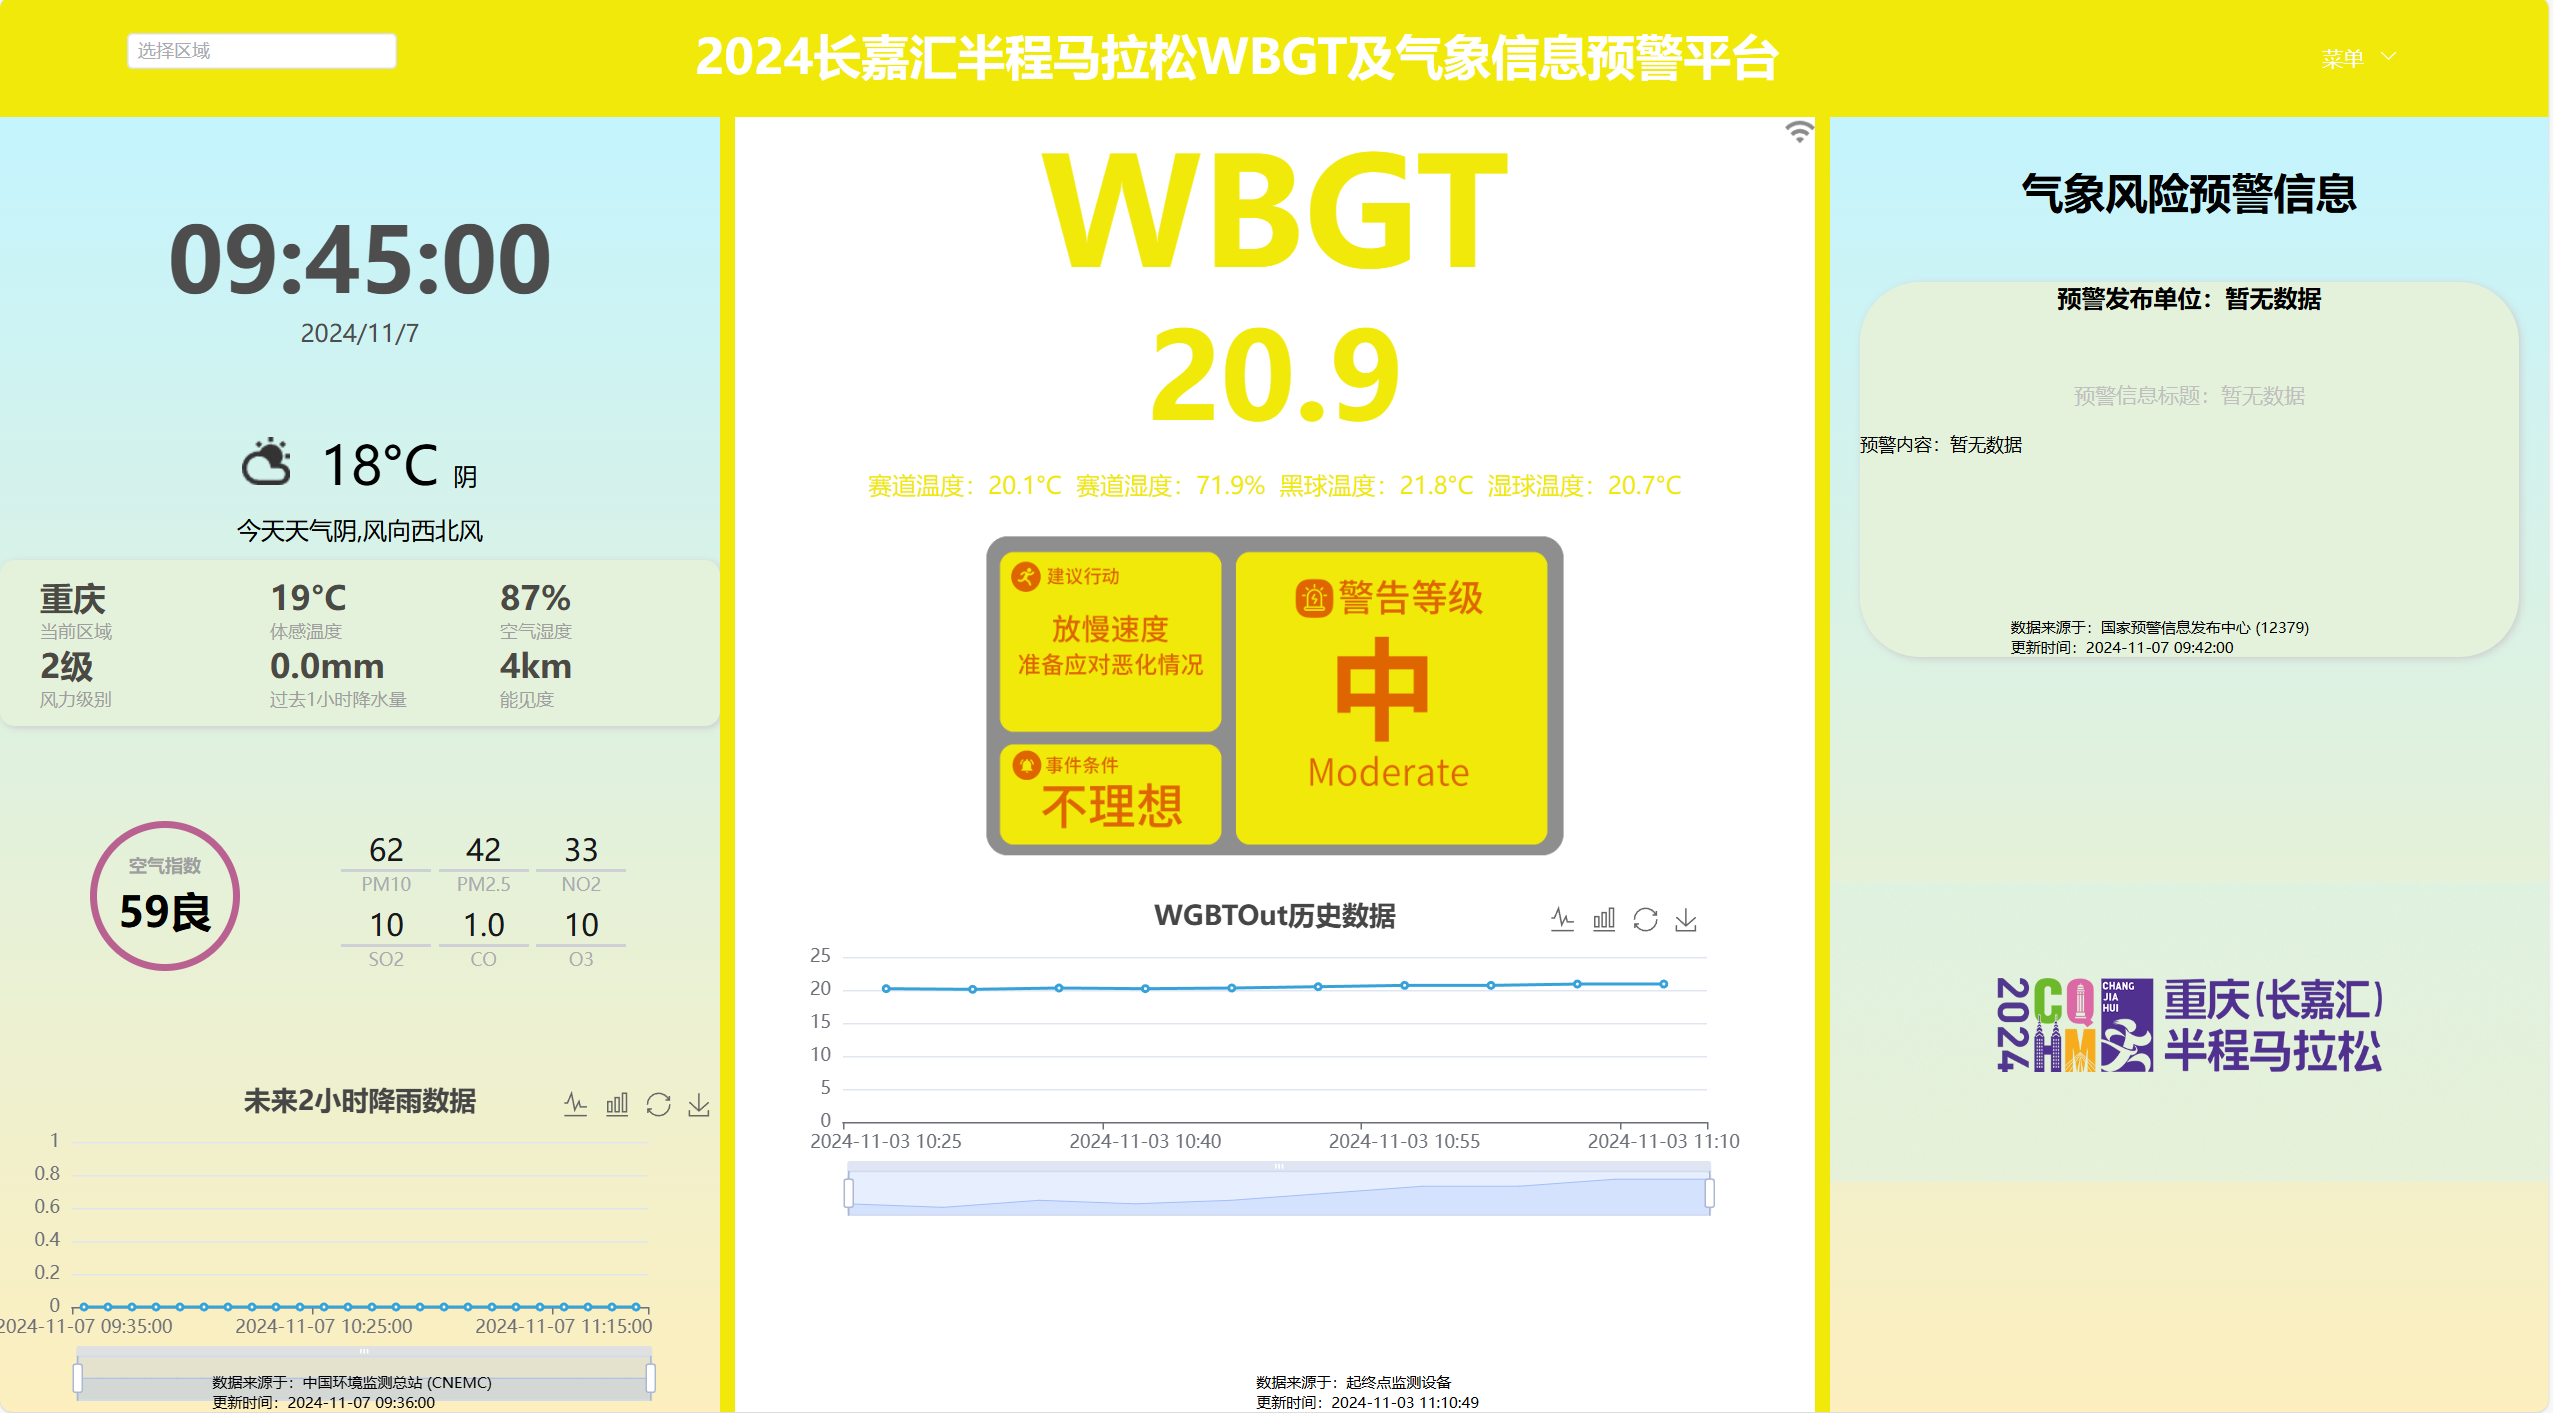 选择区域
2024长嘉汇半程马拉松WBGT及气象信息预警平台
菜单
09:45:00
2024/11/7
18°C 阴
今天天气阴,风向西北风
重庆 19°C 87%
当前区域 体感温度 空气湿度
2级 0.0mm 4km
风力级别 过去1小时降水量 能见度
空气指数
59良
62 42 33
PM10 PM2.5 NO2
10 1.0 10
SO2 CO O3
未来2小时降雨数据
1
0.8
0.6
0.4
0.2
0
2024-11-07 09:35:00 2024-11-07 10:25:00 2024-11-07 11:15:00
数据来源于：中国环境监测总站 (CNEMC)
更新时间：2024-11-07 09:36:00
WBGT
20.9
赛道温度：20.1°C 赛道湿度：71.9% 黑球温度：21.8°C 湿球温度：20.7°C
建议行动
放慢速度
准备应对恶化情况
事件条件
不理想
警告等级
中
Moderate
WGBTOut历史数据
25
20
15
10
5
0
2024-11-03 10:25 2024-11-03 10:40 2024-11-03 10:55 2024-11-03 11:10
数据来源于：起终点监测设备
更新时间：2024-11-03 11:10:49
气象风险预警信息
预警发布单位：暂无数据
预警信息标题：暂无数据
预警内容：暂无数据
数据来源于：国家预警信息发布中心 (12379)
更新时间：2024-11-07 09:42:00
2024
CQ
HM
CHANG
JIA
HUI
重庆(长嘉汇)
半程马拉松